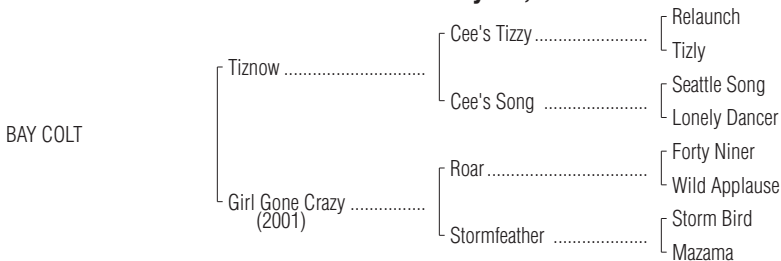 Relaunch
Cee's Tizzy
Tizly
Tiznow
Seattle Song
Cee's Song
Lonely Dancer
BAY COLT
Forty Niner
Roar
Wild Applause
Girl Gone Crazy
(2001)
Storm Bird
Stormfeather
Mazama